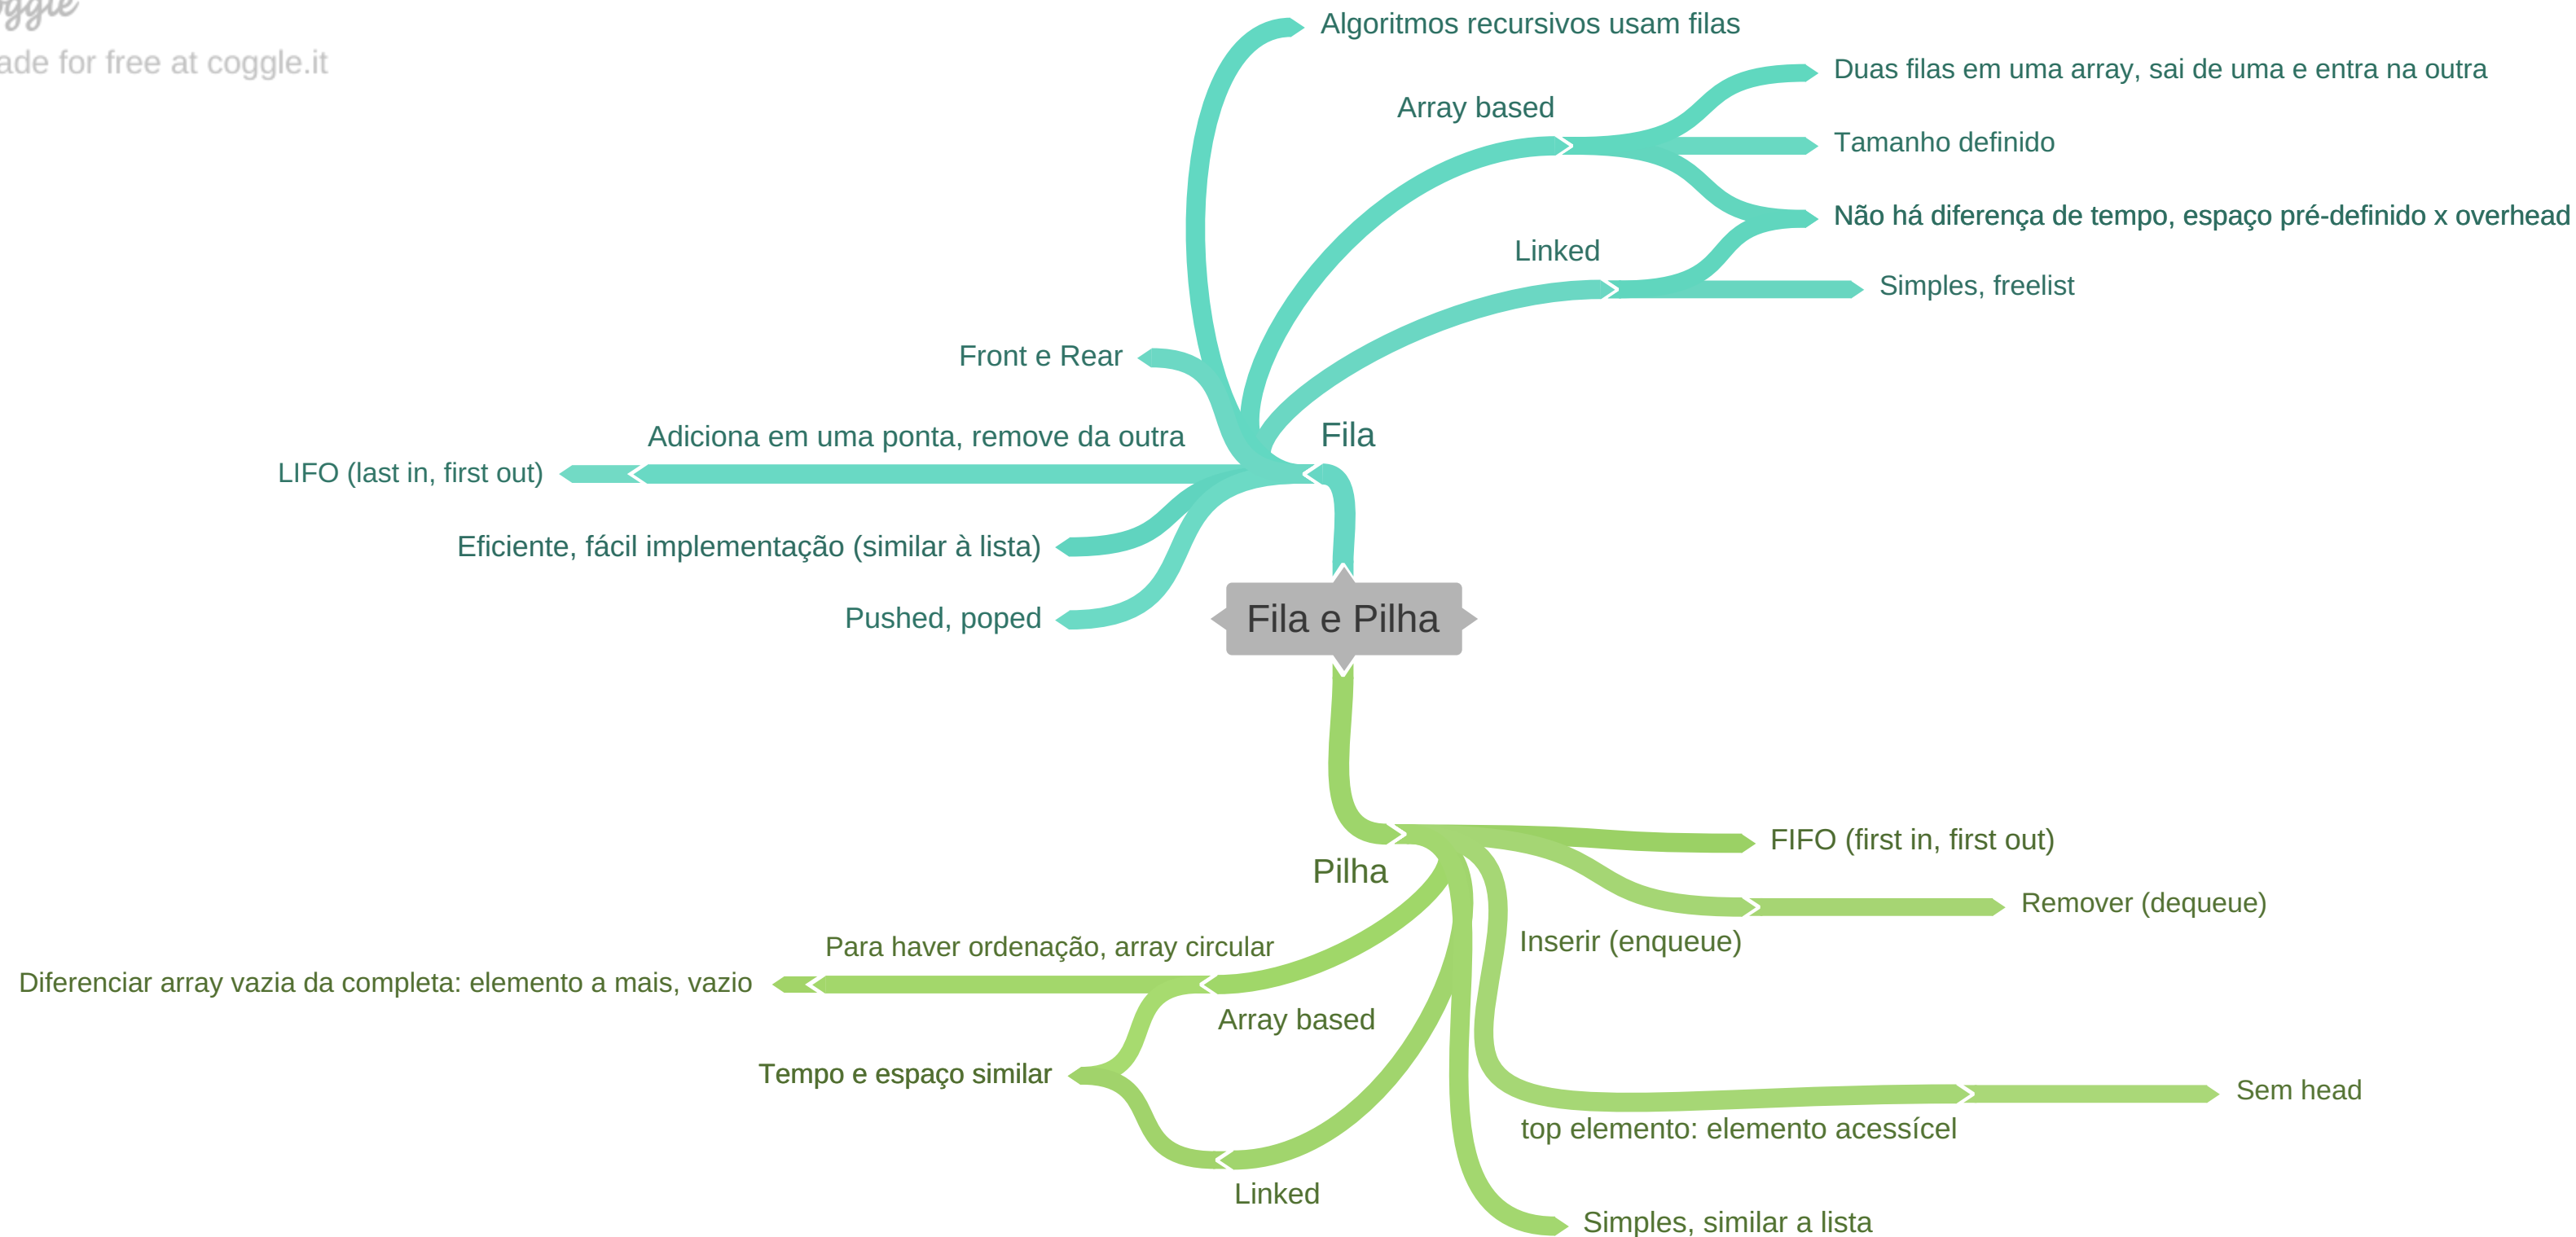 Algoritmos recursivos usam filas
ade for free at coggle.it
Duas filas em uma array, sai de uma e entra na outra
Array based
Tamanho definido
Não há diferença de tempo, espaço pré-definido x overhead
Linked
Simples, freelist
Front e Rear
Fila
Adiciona em uma ponta, remove da outra
LIFO (last in, first out)
Eficiente, fácil implementação (similar à lista)
Pushed, poped
Fila e Pilha
Pilha
FIFO (first in, first out)
Inserir (enqueue)
Remover (dequeue)
Para haver ordenação, array circular
Diferenciar array vazia da completa: elemento a mais, vazio
Array based
Tempo e espaço similar
Linked
top elemento: elemento acessícel
Sem head
Simples, similar a lista